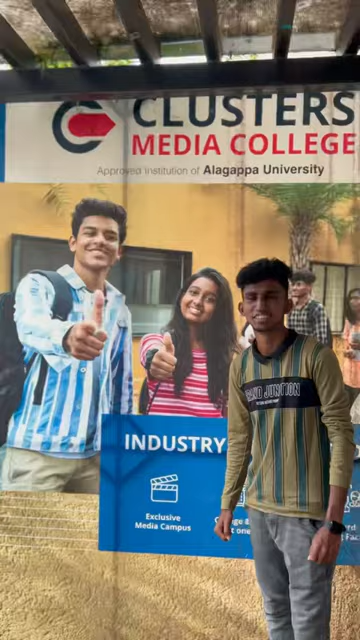 CLUSTERS
MEDIA COLLEGE
Approved Institution of Alagappa University
INDUSTRY
Exclusive
Media Campus